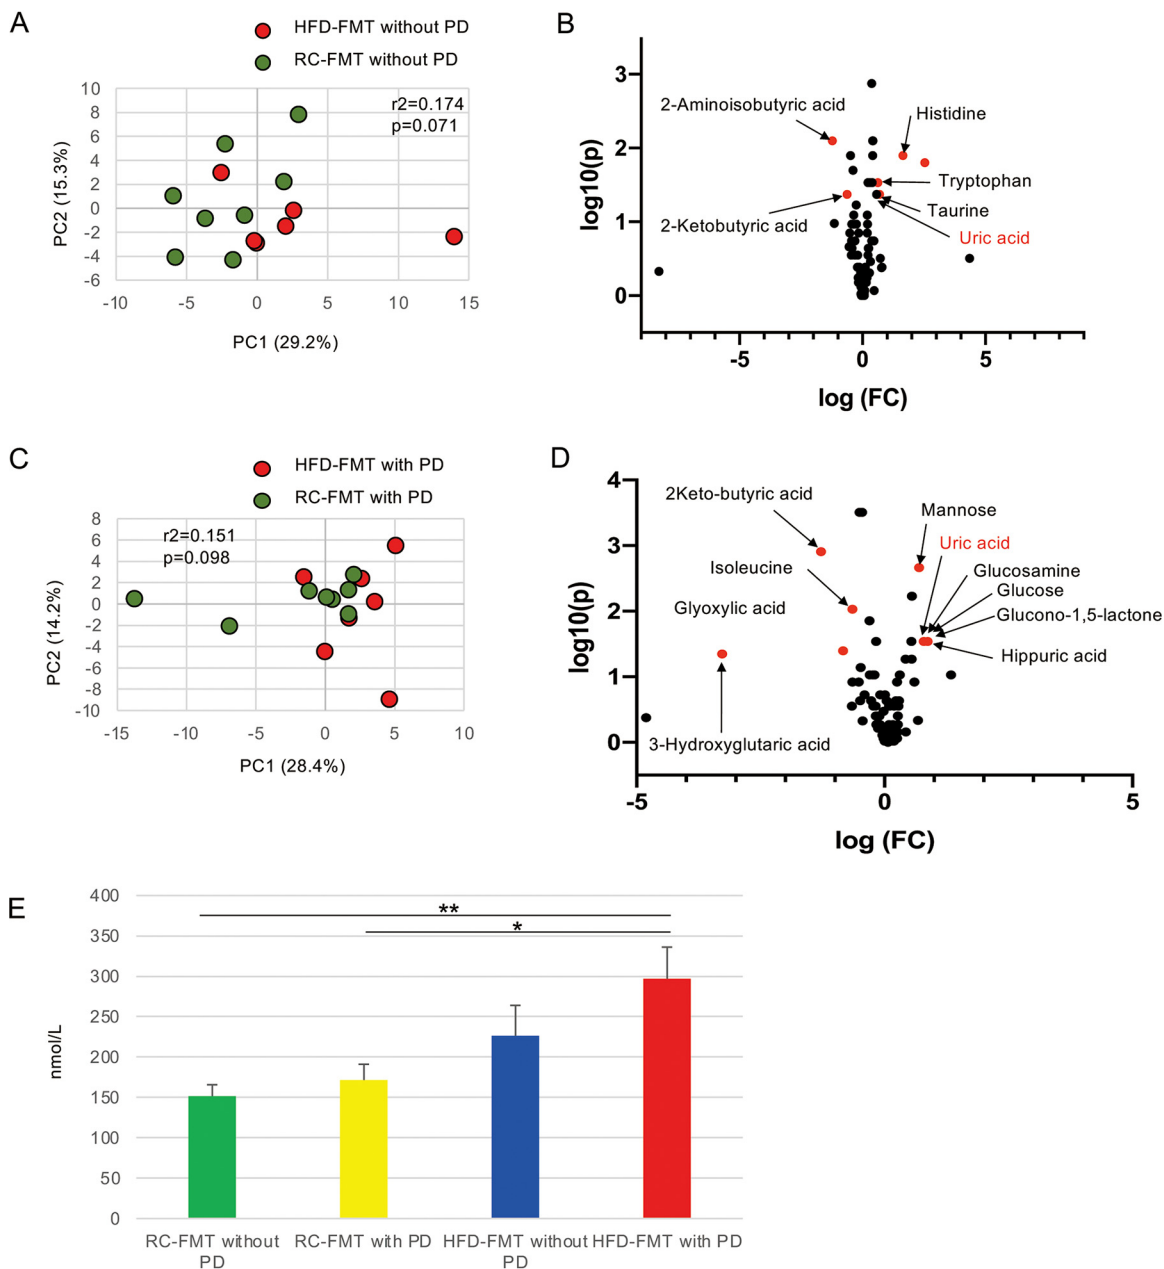 A
HFD-FMT without PD
RC-FMT without PD
r2=0.174
p=0.071
10
8
6
4
2
0
-2
-4
-6
PC2 (15.3%)
-10
-5
0
5
10
15
PC1 (29.2%)
B
3
2
1
0
log10(p)
2-Aminoisobutyric acid
Histidine
Tryptophan
2-Ketobutyric acid
Taurine
Uric acid
-5
0
5
log (FC)
C
HFD-FMT with PD
RC-FMT with PD
r2=0.151
p=0.098
8
6
4
2
0
-2
-4
-6
-8
-10
PC2 (14.2%)
-15
-10
-5
0
5
10
PC1 (28.4%)
D
4
3
2
1
0
log10(p)
2Keto-butyric acid
Mannose
Uric acid
Isoleucine
Glucosamine
Glucose
Glyoxylic acid
Glucono-1,5-lactone
Hippuric acid
3-Hydroxyglutaric acid
-5
0
5
log (FC)
E
400
350
300
250
200
150
100
50
0
nmol/L
**
*
RC-FMT without PD
RC-FMT with PD
HFD-FMT without PD
HFD-FMT with PD